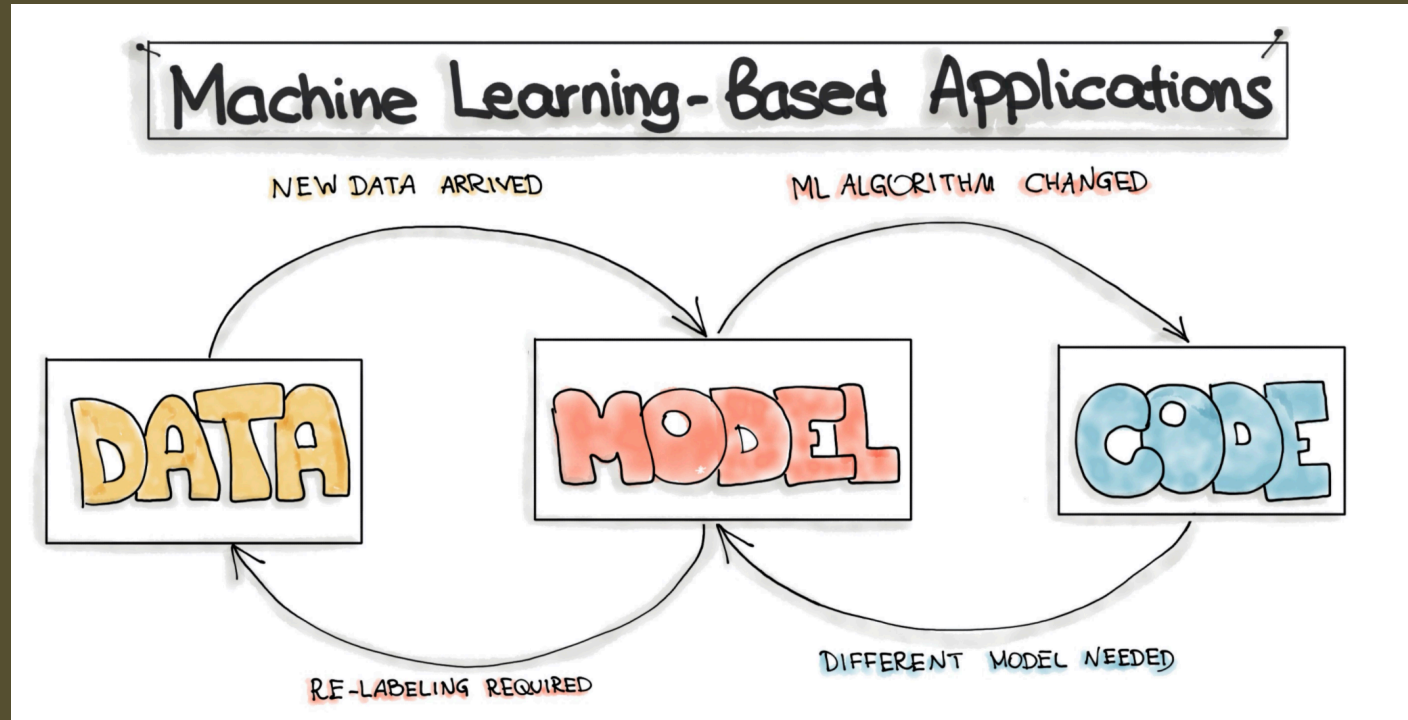 Machine Learning-Based Applications
NEW DATA ARRIVED
ML ALGORITHM CHANGED
DATA
MODEL
CODE
RE-LABELING REQUIRED
DIFFERENT MODEL NEEDED